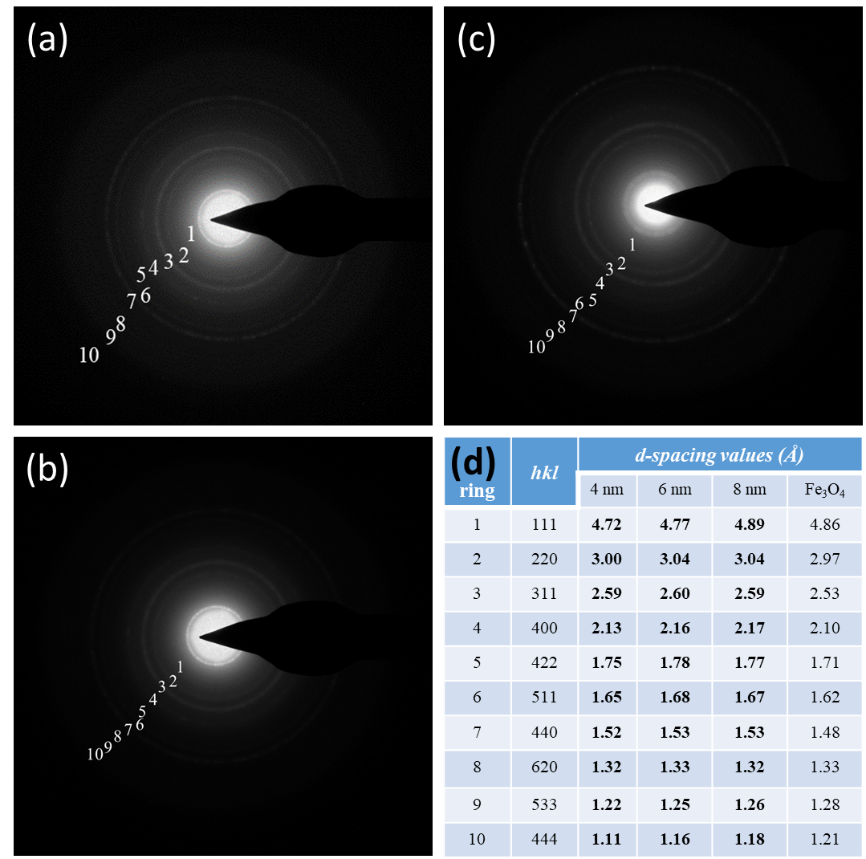 (a)
1
2
3
4
5
6
7
8
9
10
(c)
1
2
3
4
5
6
7
8
9
10
(b)
1
2
3
4
5
6
7
8
9
10
(d)
ring hkl d-spacing values (Å)
4 nm 6 nm 8 nm Fe₃O₄
1 111 4.72 4.77 4.89 4.86
2 220 3.00 3.04 3.04 2.97
3 311 2.59 2.60 2.59 2.53
4 400 2.13 2.16 2.17 2.10
5 422 1.75 1.78 1.77 1.71
6 511 1.65 1.68 1.67 1.62
7 440 1.52 1.53 1.53 1.48
8 620 1.32 1.33 1.32 1.33
9 533 1.22 1.25 1.26 1.28
10 444 1.11 1.16 1.18 1.21